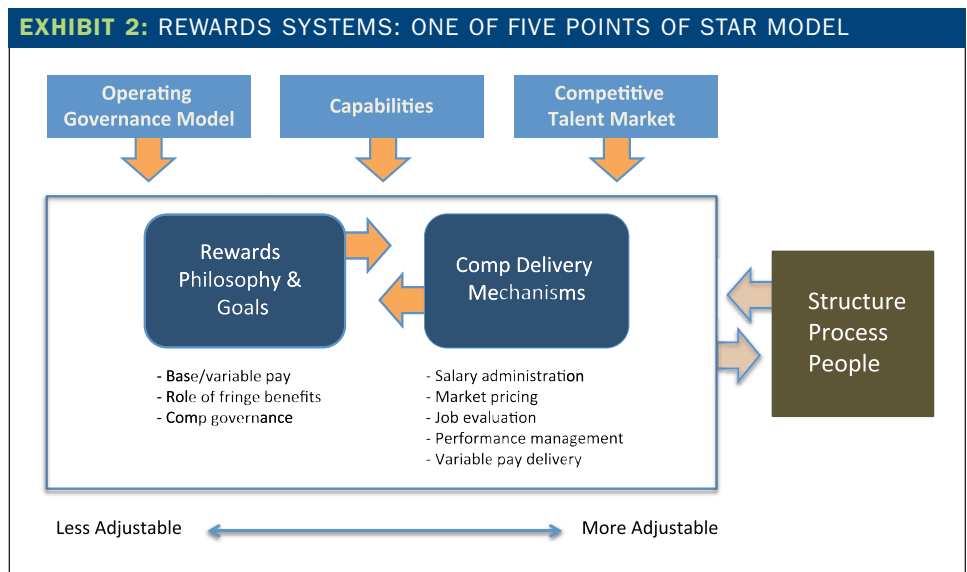 EXHIBIT 2: REWARDS SYSTEMS: ONE OF FIVE POINTS OF STAR MODEL
Operating
Governance Model
Capabilities
Competitive
Talent Market
Rewards
Philosophy &
Goals
Comp Delivery
Mechanisms
- Base/variable pay
- Role of fringe benefits
- Comp governance
- Salary administration
- Market pricing
- Job evaluation
- Performance management
- Variable pay delivery
Structure
Process
People
Less Adjustable
More Adjustable